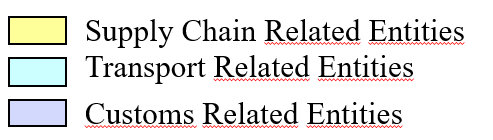 Supply Chain Related Entities
Transport Related Entities
Customs Related Entities